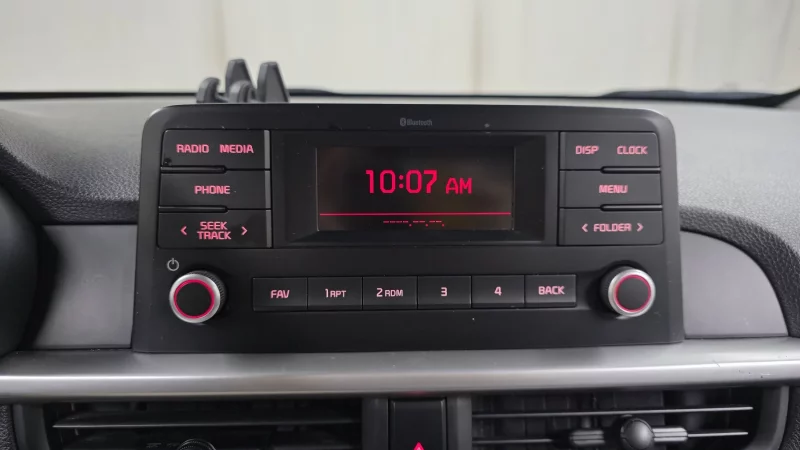 Bluetooth
RADIO MEDIA
PHONE
< SEEK TRACK >
10:07 AM
DISP CLOCK
MENU
< FOLDER >
FAV
1 RPT
2 RDM
3
4
BACK